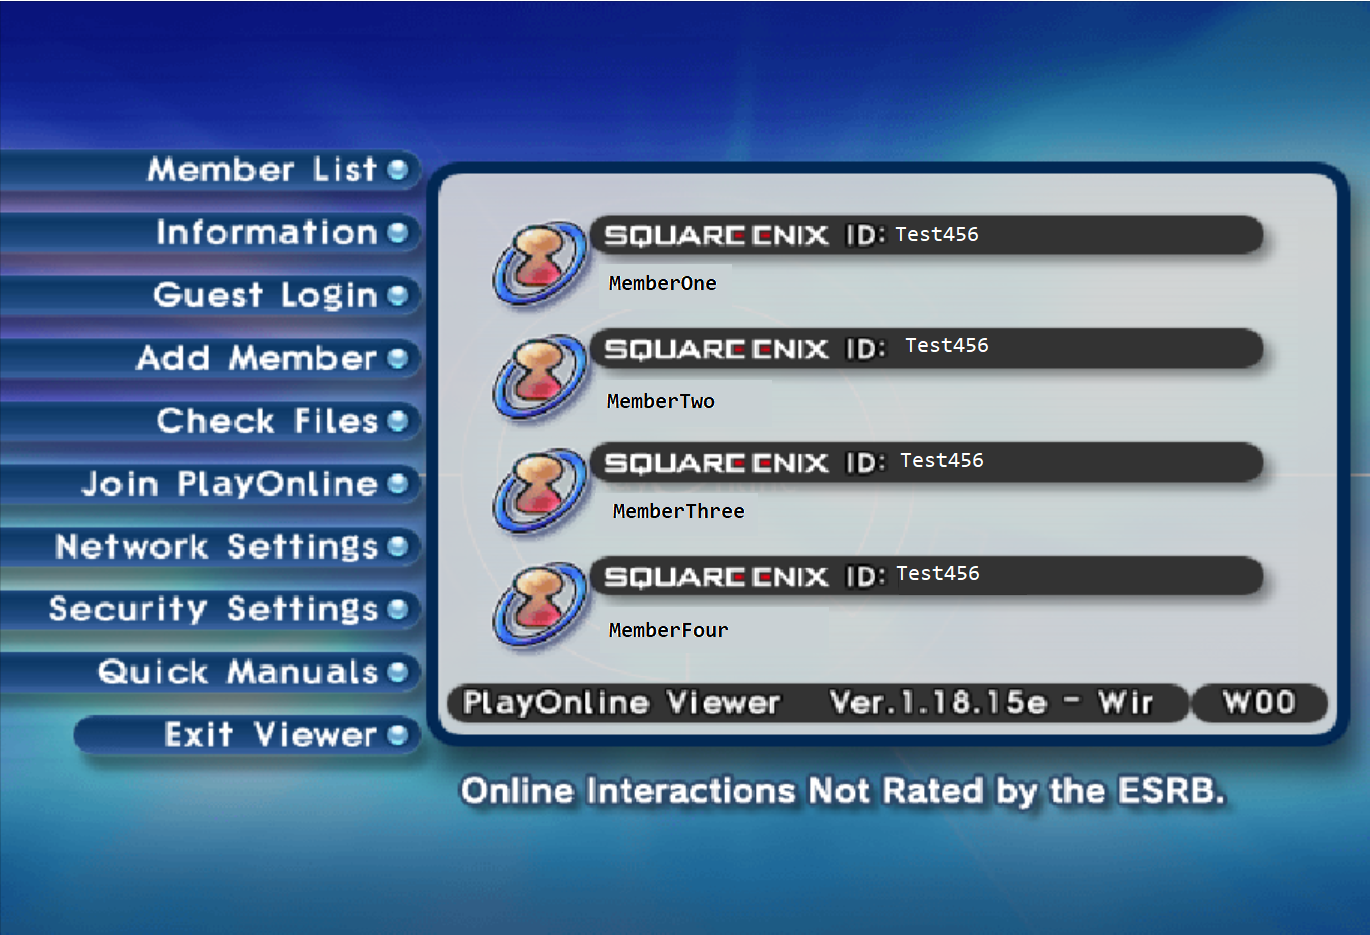 Member List
Information
Guest Login
Add Member
Check Files
Join PlayOnline
Network Settings
Security Settings
Quick Manuals
Exit Viewer
SQUARE ENIX ID: Test456
MemberOne
SQUARE ENIX ID: Test456
MemberTwo
SQUARE ENIX ID: Test456
MemberThree
SQUARE ENIX ID: Test456
MemberFour
PlayOnline Viewer Ver.1.18.15e - Wir W00
Online Interactions Not Rated by the ESRB.